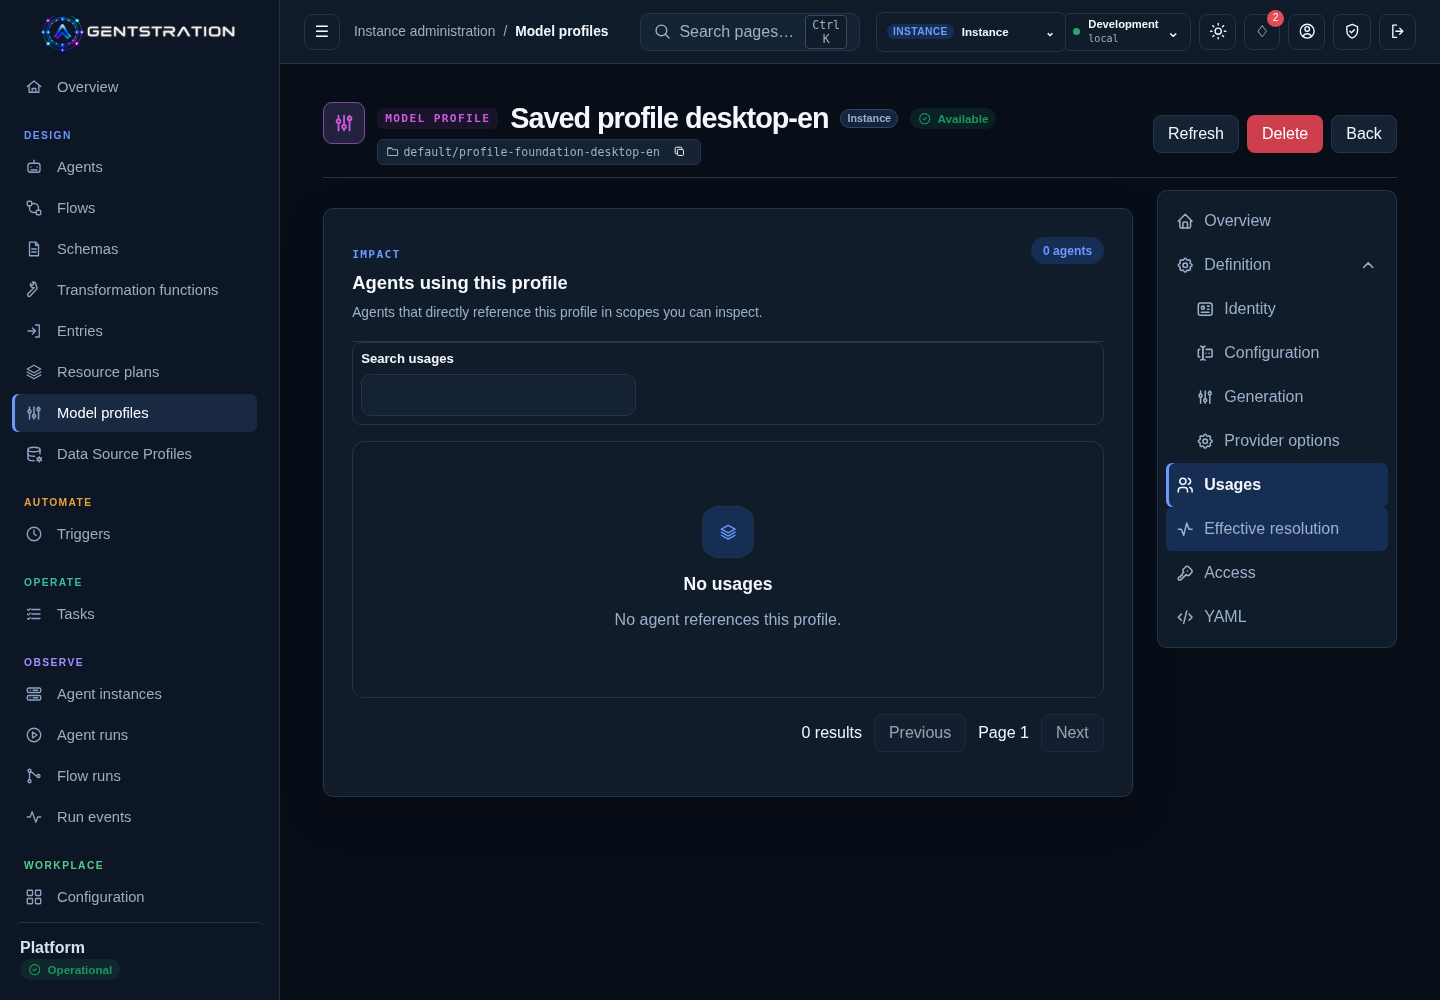 GENTSTRATION
Overview
DESIGN
Agents
Flows
Schemas
Transformation functions
Entries
Resource plans
Model profiles
Data Source Profiles
AUTOMATE
Triggers
OPERATE
Tasks
OBSERVE
Agent instances
Agent runs
Flow runs
Run events
WORKPLACE
Configuration
Platform
Operational
Instance administration / Model profiles
Search pages…
Ctrl K
INSTANCE Instance
Development
local
2
MODEL PROFILE Saved profile desktop-en Instance Available
default/profile-foundation-desktop-en
Refresh Delete Back
IMPACT
0 agents
Agents using this profile
Agents that directly reference this profile in scopes you can inspect.
Search usages
No usages
No agent references this profile.
0 results Previous Page 1 Next
Overview
Definition
Identity
Configuration
Generation
Provider options
Usages
Effective resolution
Access
YAML